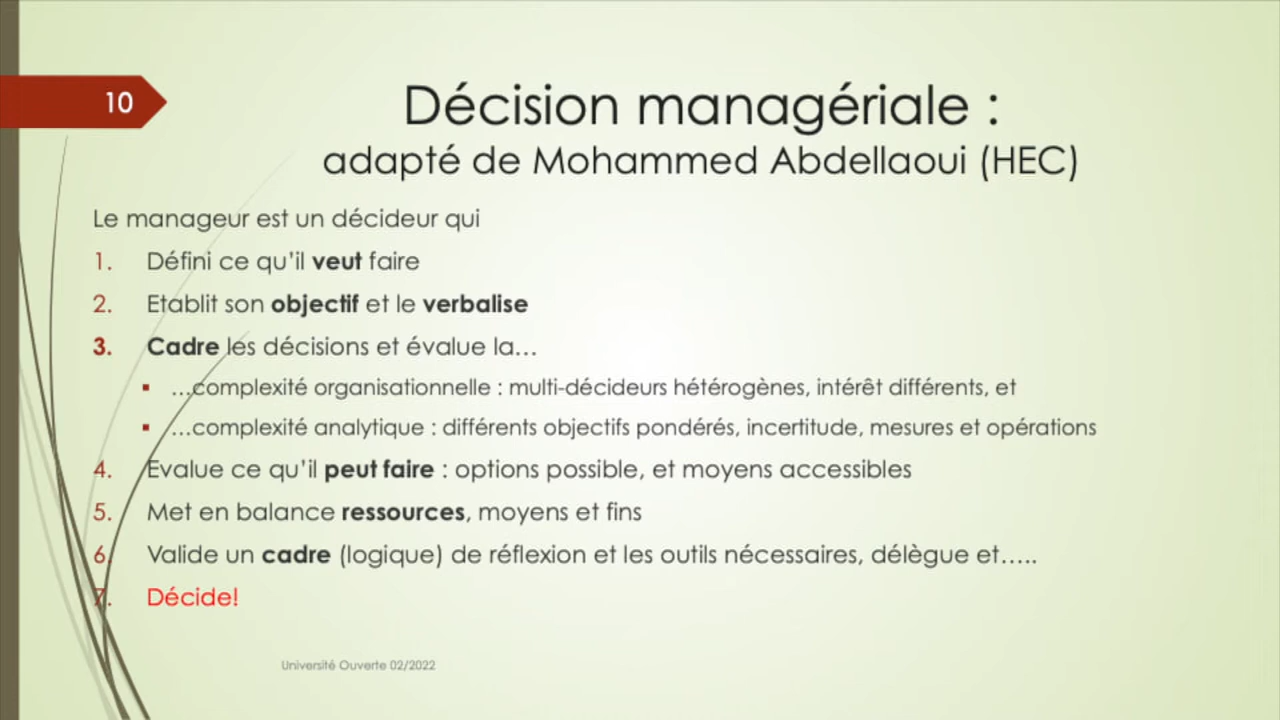 10
Décision managériale :
adapté de Mohammed Abdellaoui (HEC)
Le manageur est un décideur qui
1. Défini ce qu'il veut faire
2. Etablit son objectif et le verbalise
3. Cadre les décisions et évalue la…
▪ …complexité organisationnelle : multi-décideurs hétérogènes, intérêt différents, et
▪ …complexité analytique : différents objectifs pondérés, incertitude, mesures et opérations
4. Evalue ce qu'il peut faire : options possible, et moyens accessibles
5. Met en balance ressources, moyens et fins
6. Valide un cadre (logique) de réflexion et les outils nécessaires, délègue et…..
7. Décide!
Université Ouverte 02/2022